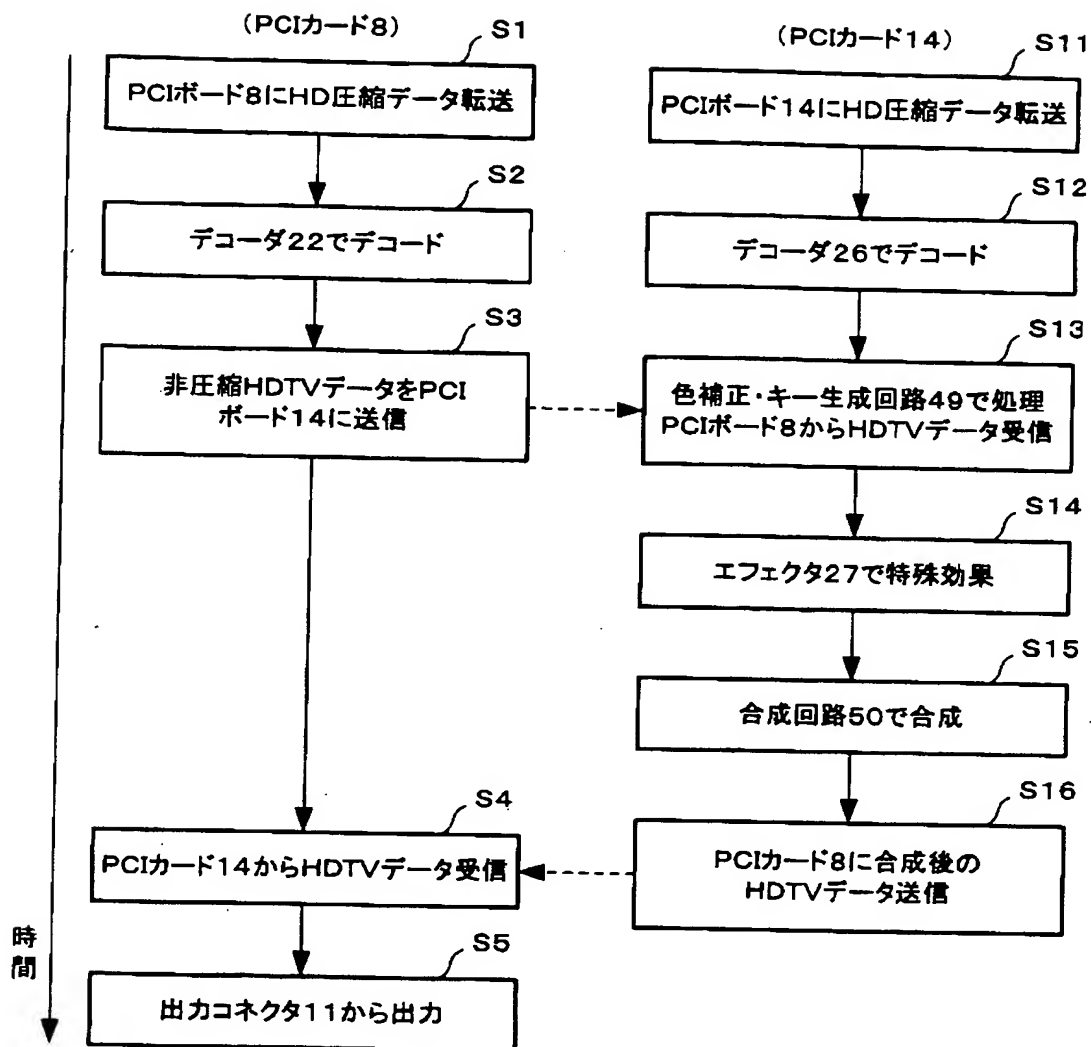 (PCIカード8)
S1
PCIボード8にHD圧縮データ転送
S2
デコーダ22でデコード
S3
非圧縮HDTVデータをPCI
ボード14に送信
S4
PCIカード14からHDTVデータ受信
S5
出力コネクタ11から出力
(PCIカード14)
S11
PCIボード14にHD圧縮データ転送
S12
デコーダ26でデコード
S13
色補正・キー生成回路49で処理
PCIボード8からHDTVデータ受信
S14
エフェクタ27で特殊効果
S15
合成回路50で合成
S16
PCIカード8に合成後の
HDTVデータ送信
時間